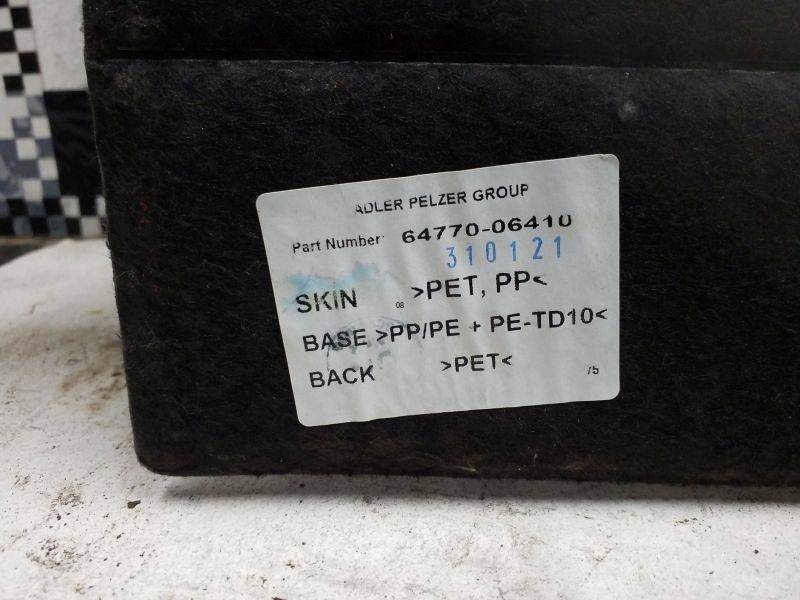 ADLER PELZER GROUP
Part Number: 64770-06410
310121
SKIN 08 >PET, PP<
BASE >PP/PE + PE-TD10<
BACK >PET< /5